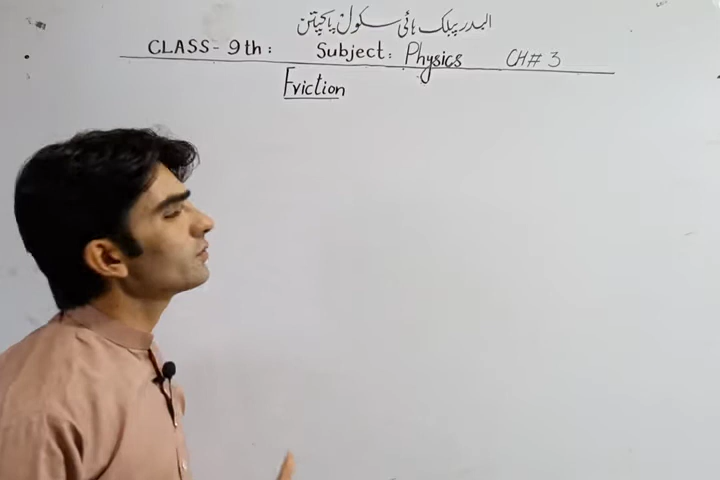 البدر پبلک ہائی سکول پاکپتن
CLASS-9th: Subject: Physics CH# 3
Friction